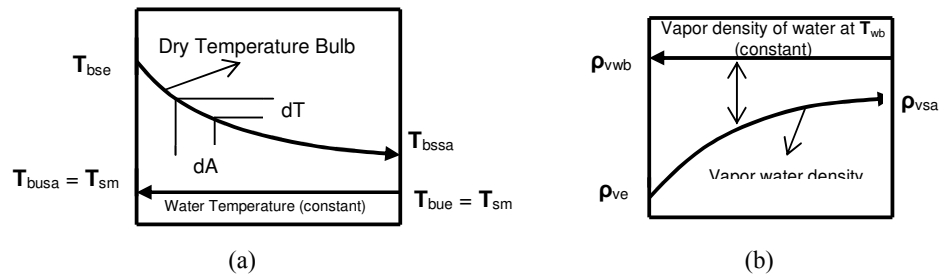 Dry Temperature Bulb
T_bse
dT
dA
T_bssa
T_busa = T_sm
Water Temperature (constant)
T_bue = T_sm
(a)
Vapor density of water at T_wb
(constant)
ρ_vwb
ρ_vsa
ρ_ve
Vapor water density
(b)